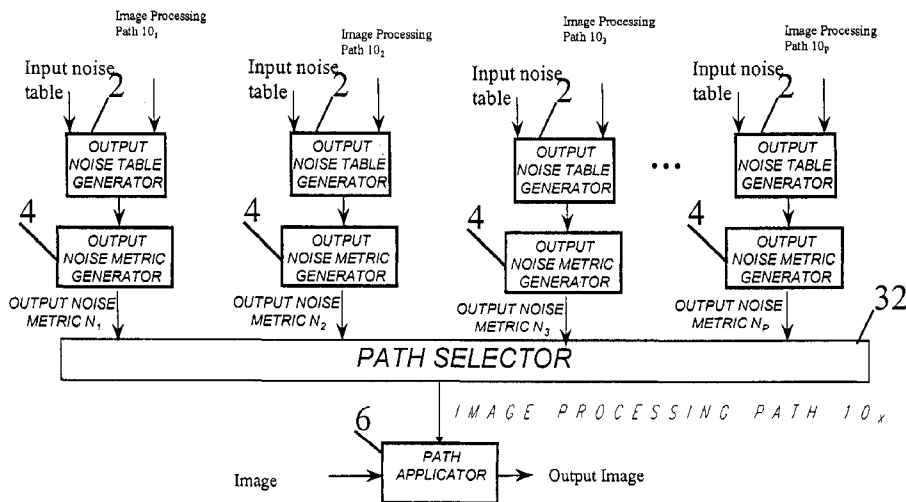 Image Processing
Path 10₁
Image Processing
Path 10₂
Image Processing
Path 10₃
Image Processing
Path 10ₚ
Input noise
table
2
Input noise
table
2
Input noise
table
2
Input noise
table
2
OUTPUT
NOISE TABLE
GENERATOR
OUTPUT
NOISE TABLE
GENERATOR
OUTPUT
NOISE TABLE
GENERATOR
...
OUTPUT
NOISE TABLE
GENERATOR
4
OUTPUT
NOISE METRIC
GENERATOR
4
OUTPUT
NOISE METRIC
GENERATOR
4
OUTPUT
NOISE METRIC
GENERATOR
4
OUTPUT
NOISE METRIC
GENERATOR
OUTPUT NOISE
METRIC N₁
OUTPUT NOISE
METRIC N₂
OUTPUT NOISE
METRIC N₃
OUTPUT NOISE
METRIC Nₚ
32
PATH SELECTOR
IMAGE PROCESSING PATH 10ₓ
6
PATH
APPLICATOR
Image
Output Image